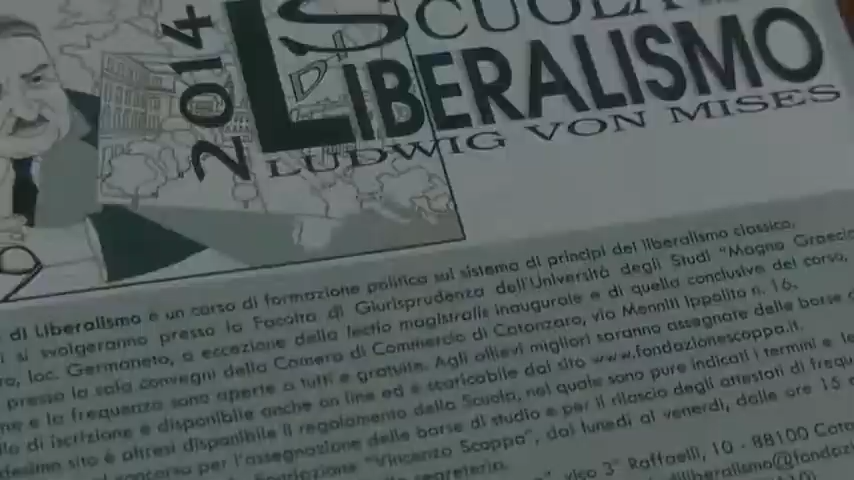 2014
SCUOLA
DI
LIBERALISMO
LUDWIG VON MISES
di Liberalismo è un corso di formazione politica sul sistema di principi del liberalismo classico.
si svolgeranno presso la Facoltà di Giurisprudenza dell'Università degli Studi "Magna Graecia
loc. Germaneto, a eccezione della lectio magistralis inaugurale e di quella conclusiva del corso,
presso la sala convegni della Camera di Commercio di Catanzaro, via Menniti Ippolito n. 16.
e la frequenza sono aperte a tutti e gratuite. Agli allievi migliori saranno assegnate delle borse
di iscrizione è disponibile anche on line ed è scaricabile dal sito www.fondazionescoppa.it.
sito è altresì disponibile il regolamento della Scuola, nel quale sono pure indicati i termini e le
concorso per l'assegnazione delle borse di studio e per il rilascio degli attestati di
"Vincenzo Scoppa", dal lunedì al venerdì, dalle ore 15
segreteria.
vico 3° Raffaelli, 10 - 88100